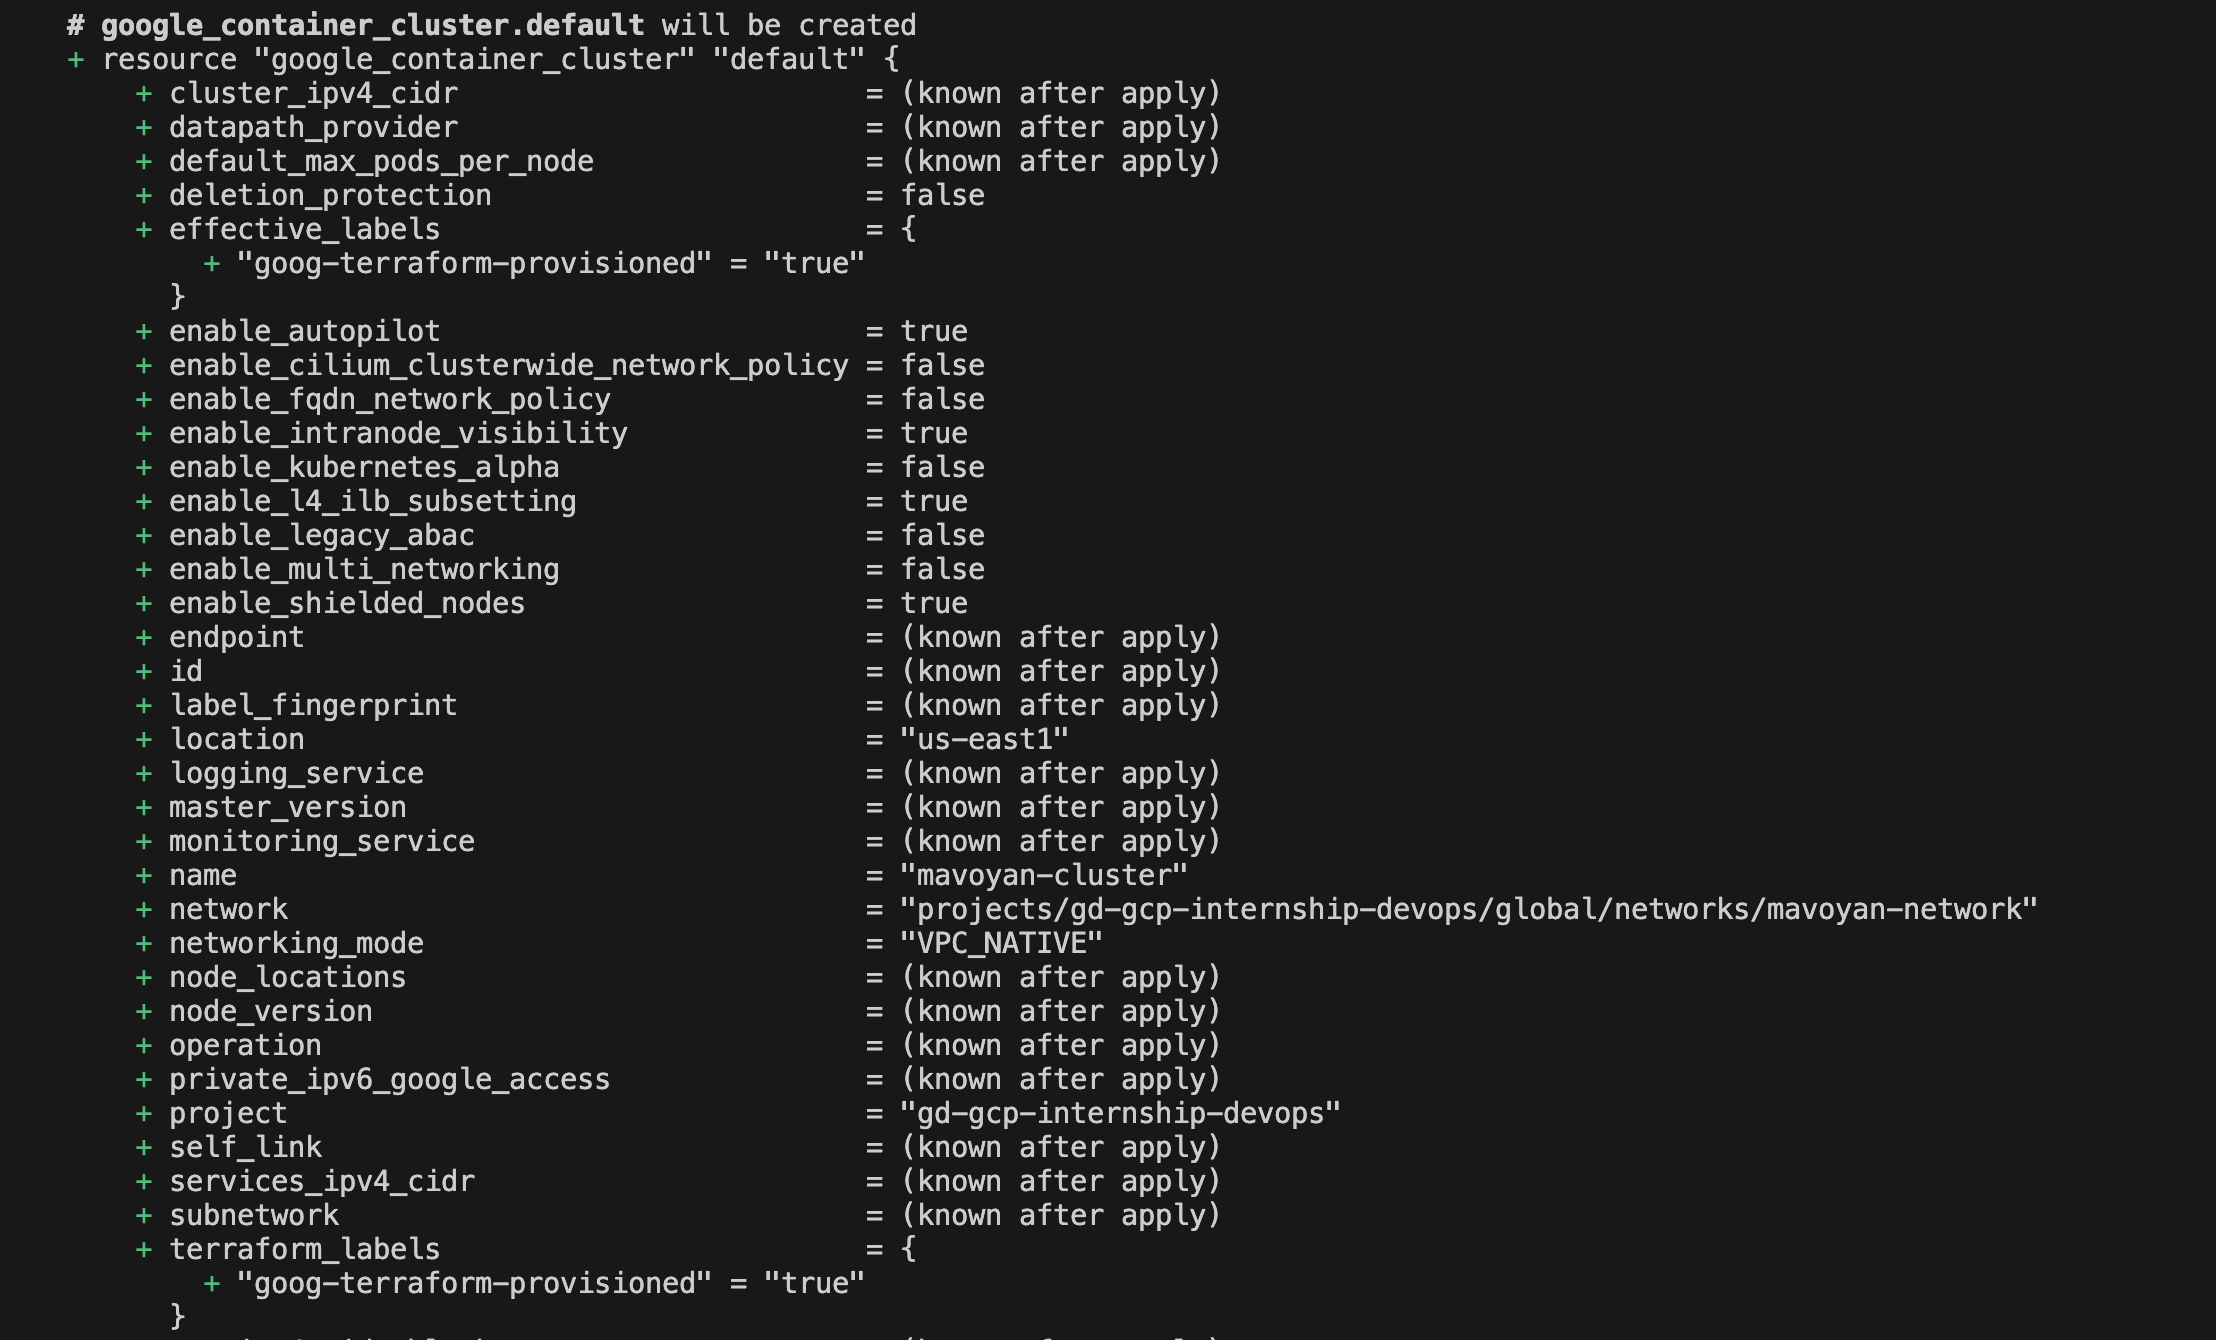 # google_container_cluster.default will be created
+ resource "google_container_cluster" "default" {
+ cluster_ipv4_cidr = (known after apply)
+ datapath_provider = (known after apply)
+ default_max_pods_per_node = (known after apply)
+ deletion_protection = false
+ effective_labels = {
+ "goog-terraform-provisioned" = "true"
}
+ enable_autopilot = true
+ enable_cilium_clusterwide_network_policy = false
+ enable_fqdn_network_policy = false
+ enable_intranode_visibility = true
+ enable_kubernetes_alpha = false
+ enable_l4_ilb_subsetting = true
+ enable_legacy_abac = false
+ enable_multi_networking = false
+ enable_shielded_nodes = true
+ endpoint = (known after apply)
+ id = (known after apply)
+ label_fingerprint = (known after apply)
+ location = "us-east1"
+ logging_service = (known after apply)
+ master_version = (known after apply)
+ monitoring_service = (known after apply)
+ name = "mavoyan-cluster"
+ network = "projects/gd-gcp-internship-devops/global/networks/mavoyan-network"
+ networking_mode = "VPC_NATIVE"
+ node_locations = (known after apply)
+ node_version = (known after apply)
+ operation = (known after apply)
+ private_ipv6_google_access = (known after apply)
+ project = "gd-gcp-internship-devops"
+ self_link = (known after apply)
+ services_ipv4_cidr = (known after apply)
+ subnetwork = (known after apply)
+ terraform_labels = {
+ "goog-terraform-provisioned" = "true"
}